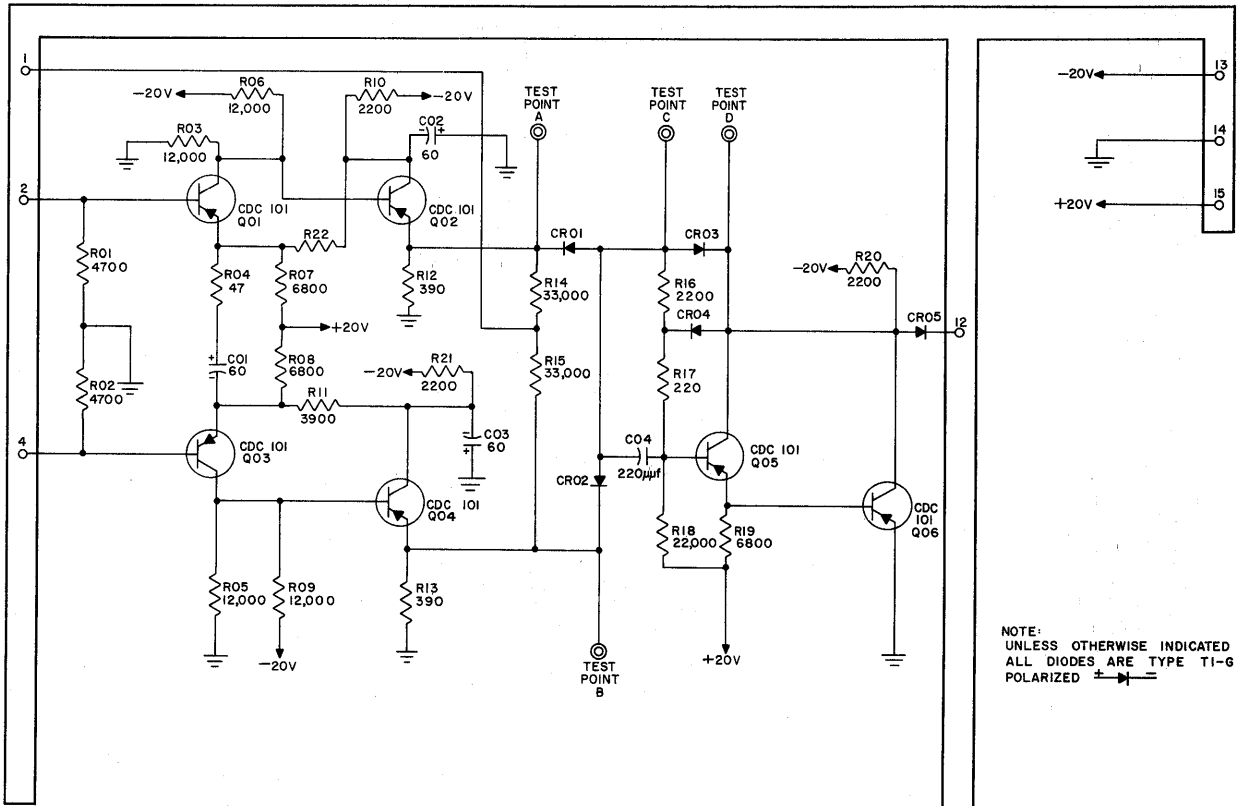 1
R06
12,000
-20V
R10
2200
-20V
R03
12,000
C02
- +
60
TEST
POINT
A
TEST
POINT
C
TEST
POINT
D
-20V
13
14
+20V
15
2
CDC 101
Q01
CDC 101
Q02
R22
R01
4700
R04
47
R07
6800
R12
390
CR01
CR03
R14
33,000
R16
2200
R20
-20V
2200
CR04
CR05
12
+20V
R02
4700
+
C01
60
-
R08
6800
R21
-20V
2200
R15
33,000
R17
220
R11
3900
-
C03
60
+
4
CDC 101
Q03
C04
220µµf
CDC 101
Q05
CR02
CDC 101
Q04
CDC
101
Q06
R18
22,000
R19
6800
R05
12,000
R09
12,000
R13
390
-20V
+20V
TEST
POINT
B
NOTE:
UNLESS OTHERWISE INDICATED
ALL DIODES ARE TYPE T1-G
POLARIZED + -